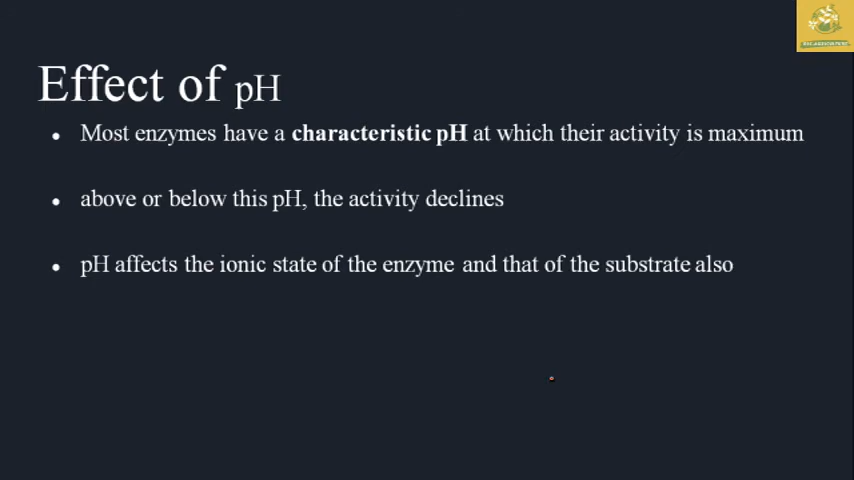 Effect of pH
• Most enzymes have a characteristic pH at which their activity is maximum
• above or below this pH, the activity declines
• pH affects the ionic state of the enzyme and that of the substrate also